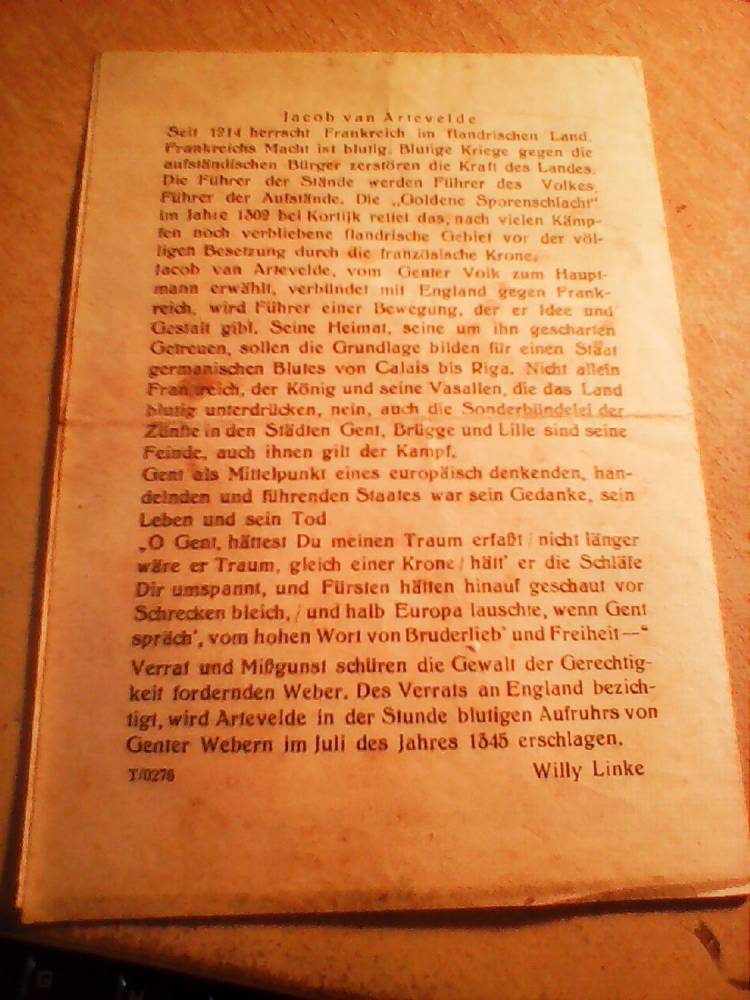 Jacob van Artevelde
Seit 1214 herrscht Frankreich im flandrischen Land.
Frankreichs Macht ist blutig. Blutige Kriege gegen die
aufständischen Bürger zerstören die Kraft des Landes.
Die Führer der Stände werden Führer des Volkes,
Führer der Aufstände. Die „Goldene Sporenschlacht“
im Jahre 1302 bei Kortijk rettet das, nach vielen Kämp-
fen noch verbliebene flandrische Gebiet vor der völ-
ligen Besetzung durch die französische Krone.
Jacob van Artevelde, vom Genter Volk zum Haupt-
mann erwählt, verbündet mit England gegen Frank-
reich, wird Führer einer Bewegung, der er Idee und
Gestalt gibt. Seine Heimat, seine um ihn gescharten
Getreuen, sollen die Grundlage bilden für einen Staat
germanischen Blutes von Calais bis Riga. Nicht allein
Frankreich, der König und seine Vasallen, die das Land
blutig unterdrücken, nein, auch die Sonderbündelei der
Zünfte in den Städten Gent, Brügge und Lille sind seine
Feinde, auch ihnen gilt der Kampf.
Gent als Mittelpunkt eines europäisch denkenden, han-
delnden und führenden Staates war sein Gedanke, sein
Leben und sein Tod
„O Gent, hättest Du meinen Traum erfaßt / nicht länger
wäre er Traum, gleich einer Krone / hätt' er die Schläfe
Dir umspannt, und Fürsten hätten hinauf geschaut vor
Schrecken bleich, / und halb Europa lauschte, wenn Gent
spräch', vom hohen Wort von Bruderlieb' und Freiheit—“
Verrat und Mißgunst schüren die Gewalt der Gerechtig-
keit fordernden Weber. Des Verrats an England bezich-
tigt, wird Artevelde in der Stunde blutigen Aufruhrs von
Genter Webern im Juli des Jahres 1345 erschlagen.
T/0276 Willy Linke